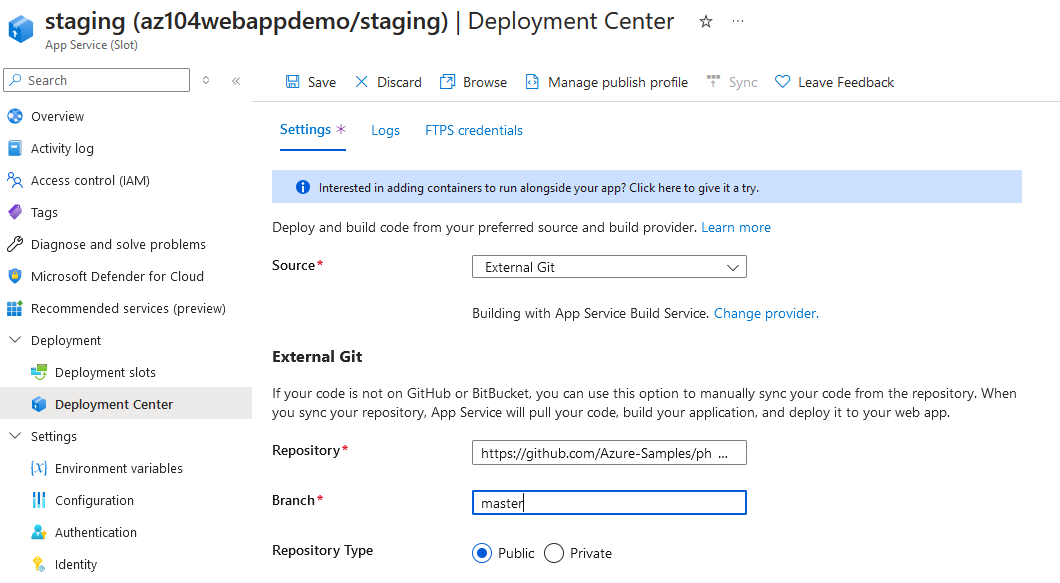 staging (az104webappdemo/staging) | Deployment Center ☆ ...
App Service (Slot)
Search
«
Save Discard Browse Manage publish profile Sync Leave Feedback
Overview
Activity log
Access control (IAM)
Tags
Diagnose and solve problems
Microsoft Defender for Cloud
Recommended services (preview)
Deployment
Deployment slots
Deployment Center
Settings
Environment variables
Configuration
Authentication
Identity
Settings * Logs FTPS credentials
Interested in adding containers to run alongside your app? Click here to give it a try.
Deploy and build code from your preferred source and build provider. Learn more
Source* External Git
Building with App Service Build Service. Change provider.
External Git
If your code is not on GitHub or BitBucket, you can use this option to manually sync your code from the repository. When
you sync your repository, App Service will pull your code, build your application, and deploy it to your web app.
Repository* https://github.com/Azure-Samples/ph ...
Branch* master
Repository Type Public Private